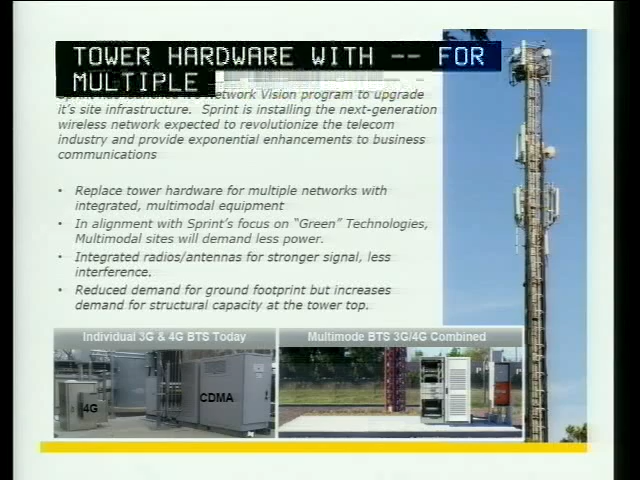 TOWER HARDWARE WITH -- FOR
MULTIPLE
Network Vision program to upgrade
it's site infrastructure. Sprint is installing the next-generation
wireless network expected to revolutionize the telecom
industry and provide exponential enhancements to business
communications
• Replace tower hardware for multiple networks with
integrated, multimodal equipment
• In alignment with Sprint's focus on "Green" Technologies,
Multimodal sites will demand less power.
• Integrated radios/antennas for stronger signal, less
interference.
• Reduced demand for ground footprint but increases
demand for structural capacity at the tower top.
Individual 3G & 4G BTS Today
Multimode BTS 3G/4G Combined
4G
CDMA